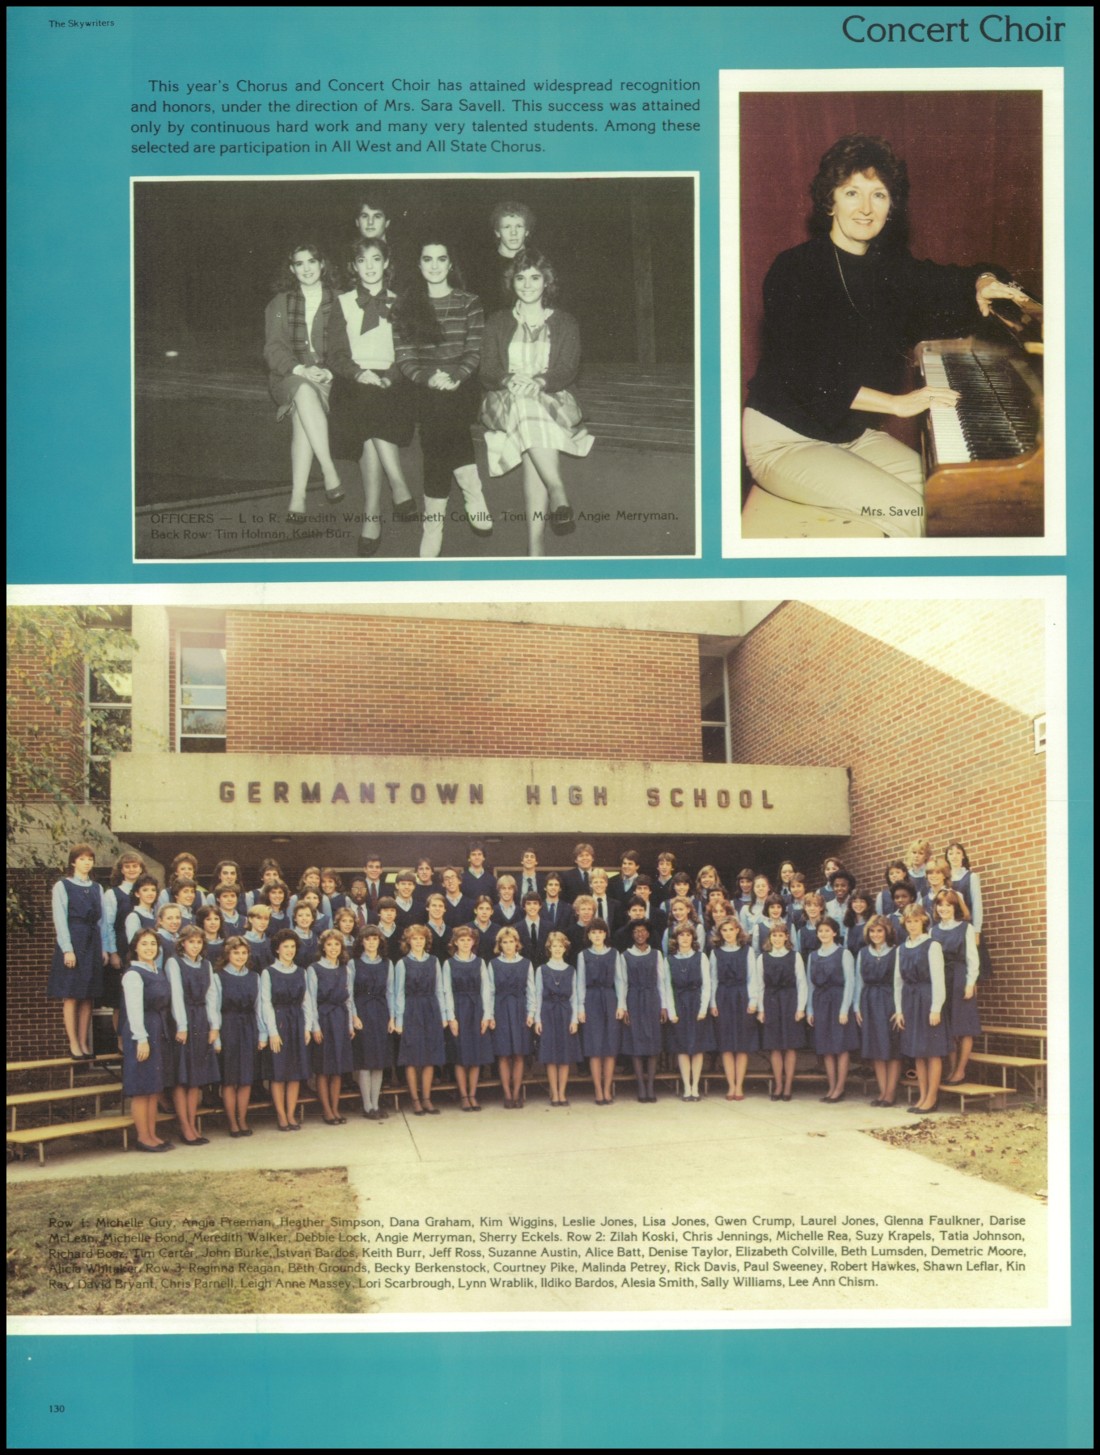 The Skywriters
Concert Choir
This year's Chorus and Concert Choir has attained widespread recognition
and honors, under the direction of Mrs. Sara Savell. This success was attained
only by continuous hard work and many very talented students. Among these
selected are participation in All West and All State Chorus.
OFFICERS — L to R: Meredith Walker, Elizabeth Colville, Toni Morris, Angie Merryman.
Back Row: Tim Holman, Keith Burr.
Mrs. Savell
GERMANTOWN HIGH SCHOOL
Row 1: Michelle Guy, Angie Freeman, Heather Simpson, Dana Graham, Kim Wiggins, Leslie Jones, Lisa Jones, Gwen Crump, Laurel Jones, Glenna Faulkner, Darise
McLean, Michelle Bond, Meredith Walker, Debbie Lock, Angie Merryman, Sherry Eckels. Row 2: Zilah Koski, Chris Jennings, Michelle Rea, Suzy Krapels, Tatia Johnson,
Richard Boaz, Tim Carter, John Burke, Istvan Bardos, Keith Burr, Jeff Ross, Suzanne Austin, Alice Batt, Denise Taylor, Elizabeth Colville, Beth Lumsden, Demetric Moore,
Alicia Whitaker. Row 3: Reginna Reagan, Beth Grounds, Becky Berkenstock, Courtney Pike, Malinda Petrey, Rick Davis, Paul Sweeney, Robert Hawkes, Shawn Leflar, Kin
Ray, David Bryant, Chris Parnell, Leigh Anne Massey, Lori Scarbrough, Lynn Wrablik, Ildiko Bardos, Alesia Smith, Sally Williams, Lee Ann Chism.
130